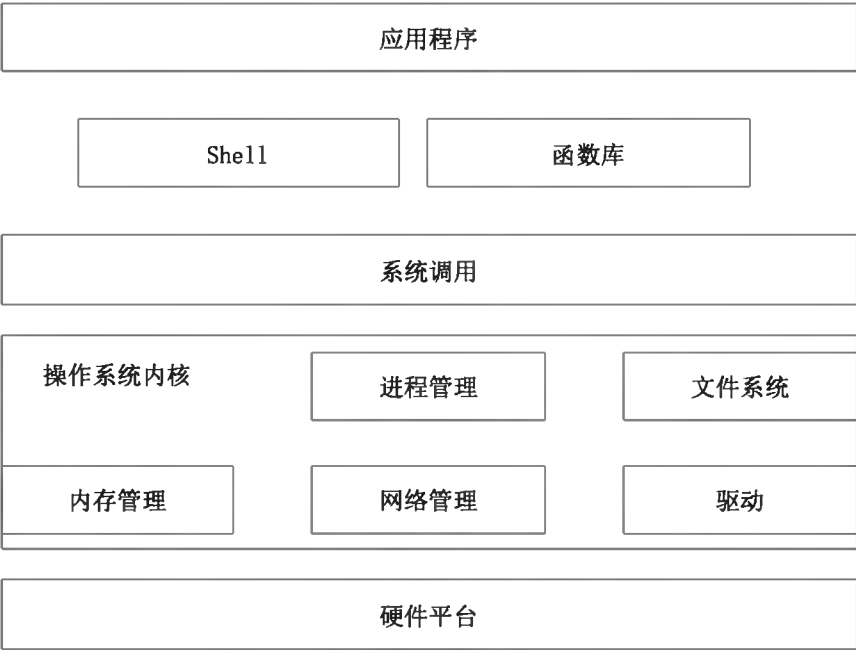 应用程序
Shell
函数库
系统调用
操作系统内核
进程管理
文件系统
内存管理
网络管理
驱动
硬件平台